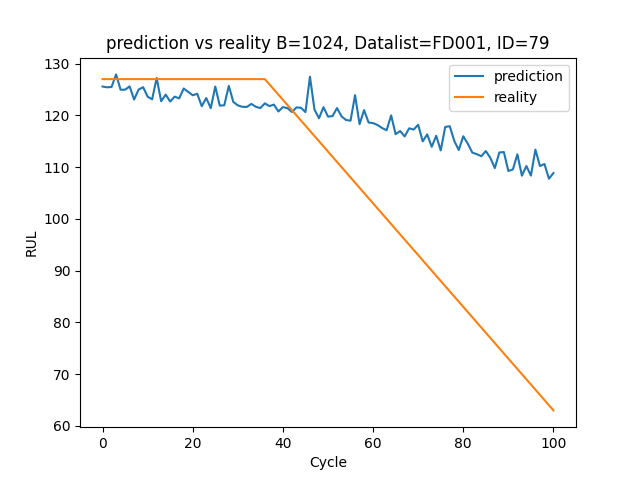 prediction vs reality B=1024, Datalist=FD001, ID=79
130
120
110
100
90
80
70
60
RUL
prediction
reality
0 20 40 60 80 100
Cycle